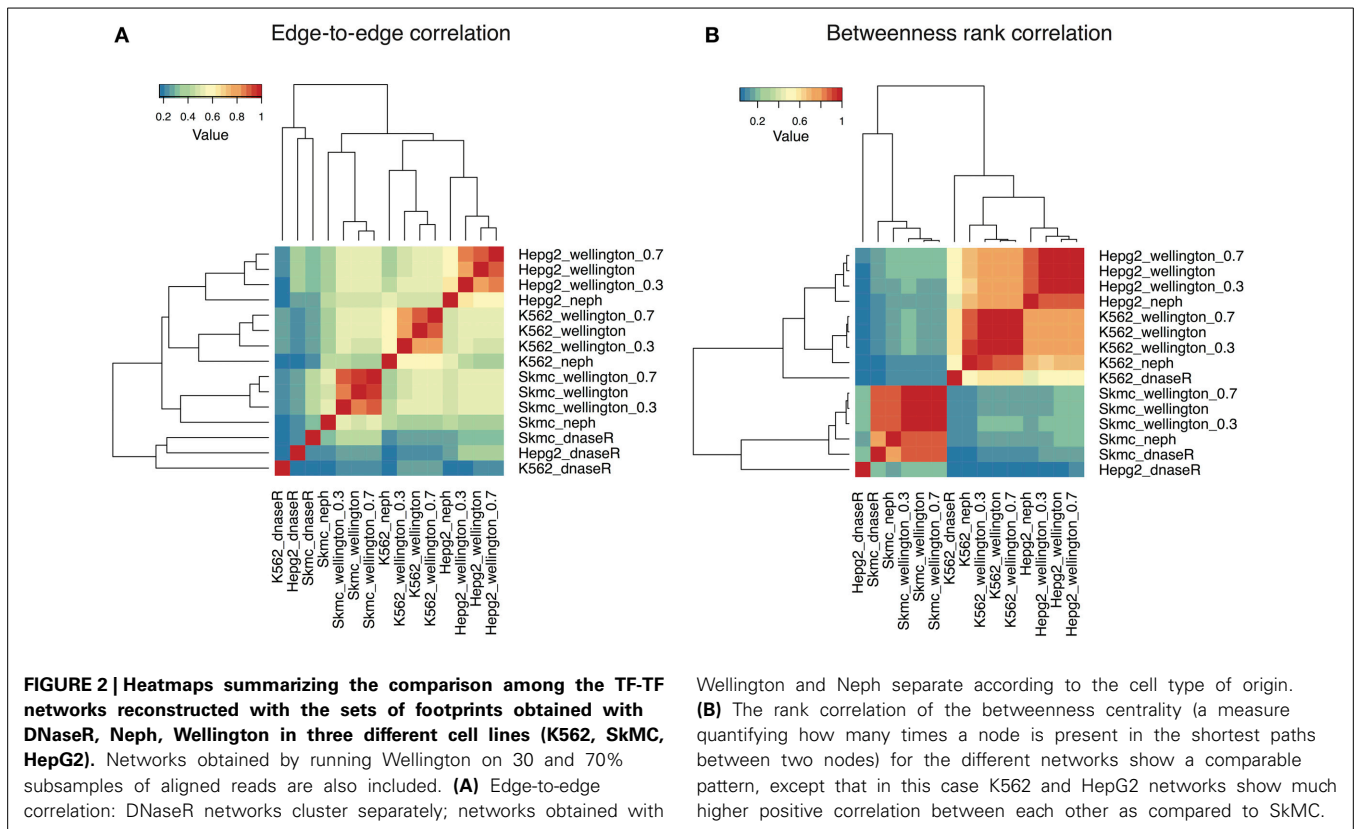 A
Edge-to-edge correlation
0.2 0.4 0.6 0.8 1
Value
Hepg2_wellington_0.7
Hepg2_wellington
Hepg2_wellington_0.3
Hepg2_neph
K562_wellington_0.7
K562_wellington
K562_wellington_0.3
K562_neph
Skmc_wellington_0.7
Skmc_wellington
Skmc_wellington_0.3
Skmc_neph
Skmc_dnaseR
Hepg2_dnaseR
K562_dnaseR
K562_dnaseR
Hepg2_dnaseR
Skmc_dnaseR
Skmc_neph
Skmc_wellington_0.3
Skmc_wellington
Skmc_wellington_0.7
K562_neph
K562_wellington_0.3
K562_wellington
K562_wellington_0.7
Hepg2_neph
Hepg2_wellington_0.3
Hepg2_wellington
Hepg2_wellington_0.7
B
Betweenness rank correlation
0.2 0.6 1
Value
Hepg2_wellington_0.7
Hepg2_wellington
Hepg2_wellington_0.3
Hepg2_neph
K562_wellington_0.7
K562_wellington
K562_wellington_0.3
K562_neph
K562_dnaseR
Skmc_wellington_0.7
Skmc_wellington
Skmc_wellington_0.3
Skmc_neph
Skmc_dnaseR
Hepg2_dnaseR
Hepg2_dnaseR
Skmc_dnaseR
Skmc_neph
Skmc_wellington_0.3
Skmc_wellington
Skmc_wellington_0.7
K562_dnaseR
K562_neph
K562_wellington_0.3
K562_wellington
K562_wellington_0.7
Hepg2_neph
Hepg2_wellington_0.3
Hepg2_wellington
Hepg2_wellington_0.7
FIGURE 2 | Heatmaps summarizing the comparison among the TF-TF
networks reconstructed with the sets of footprints obtained with
DNaseR, Neph, Wellington in three different cell lines (K562, SkMC,
HepG2). Networks obtained by running Wellington on 30 and 70%
subsamples of aligned reads are also included. (A) Edge-to-edge
correlation: DNaseR networks cluster separately; networks obtained with
Wellington and Neph separate according to the cell type of origin.
(B) The rank correlation of the betweenness centrality (a measure
quantifying how many times a node is present in the shortest paths
between two nodes) for the different networks show a comparable
pattern, except that in this case K562 and HepG2 networks show much
higher positive correlation between each other as compared to SkMC.